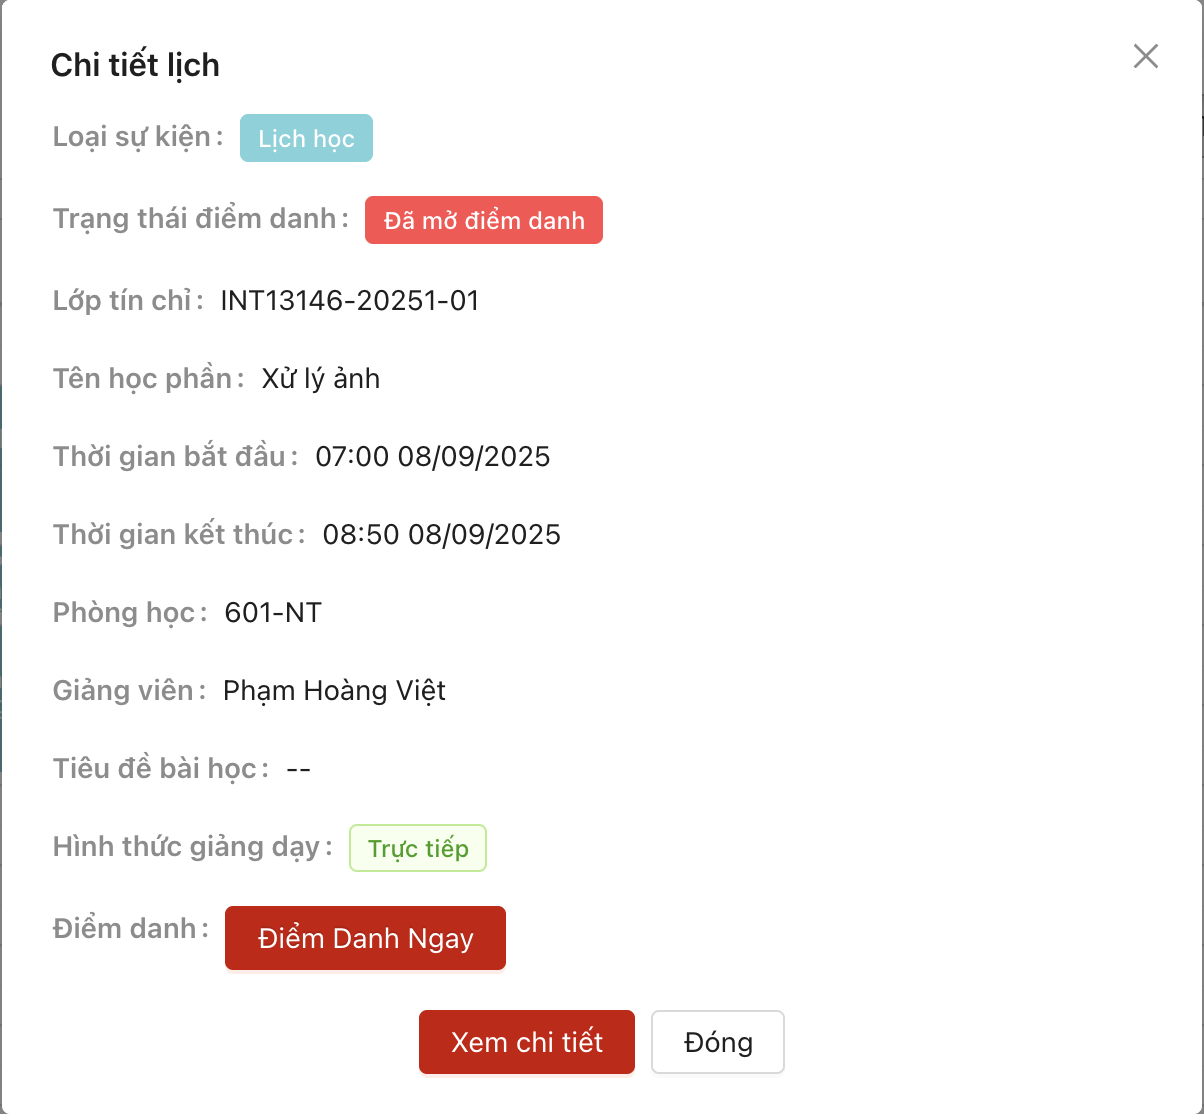 Chi tiết lịch
Loại sự kiện : Lịch học
Trạng thái điểm danh : Đã mở điểm danh
Lớp tín chỉ : INT13146-20251-01
Tên học phần : Xử lý ảnh
Thời gian bắt đầu : 07:00 08/09/2025
Thời gian kết thúc : 08:50 08/09/2025
Phòng học : 601-NT
Giảng viên : Phạm Hoàng Việt
Tiêu đề bài học : --
Hình thức giảng dạy : Trực tiếp
Điểm danh : Điểm Danh Ngay
Xem chi tiết Đóng